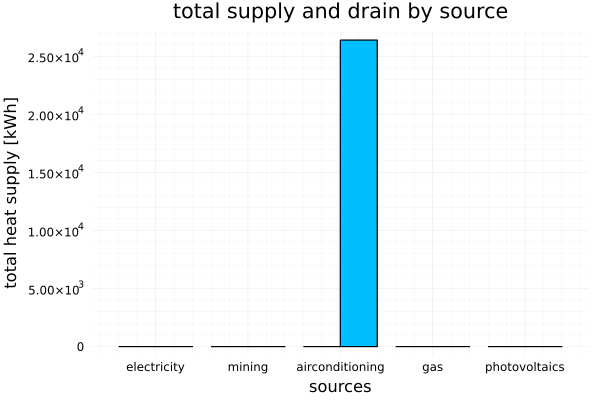 total supply and drain by source
total heat supply [kWh]
2.50×10⁴
2.00×10⁴
1.50×10⁴
1.00×10⁴
5.00×10³
0
electricity mining airconditioning gas photovoltaics
sources